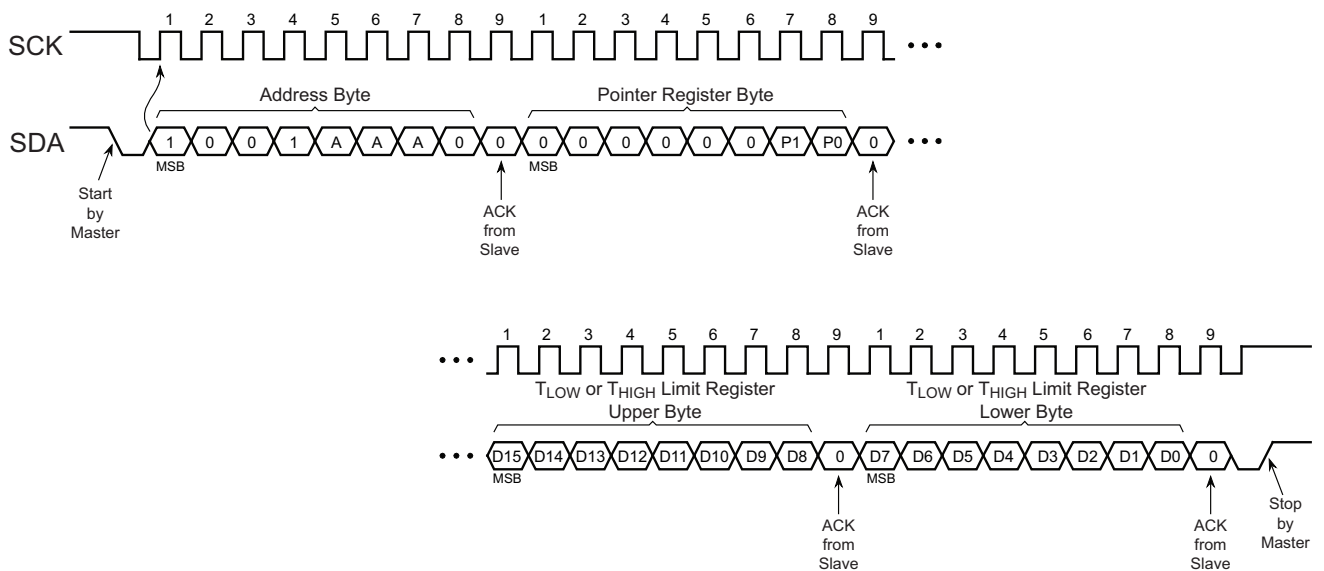 1 2 3 4 5 6 7 8 9 1 2 3 4 5 6 7 8 9
SCK
Address Byte Pointer Register Byte
SDA 1 0 0 1 A A A 0 0 0 0 0 0 0 0 P1 P0 0
MSB MSB
Start
by
Master
ACK
from
Slave
ACK
from
Slave
1 2 3 4 5 6 7 8 9 1 2 3 4 5 6 7 8 9
TLOW or THIGH Limit Register
Upper Byte
TLOW or THIGH Limit Register
Lower Byte
D15 D14 D13 D12 D11 D10 D9 D8 0 D7 D6 D5 D4 D3 D2 D1 D0 0
MSB MSB
ACK
from
Slave
ACK
from
Slave
Stop
by
Master